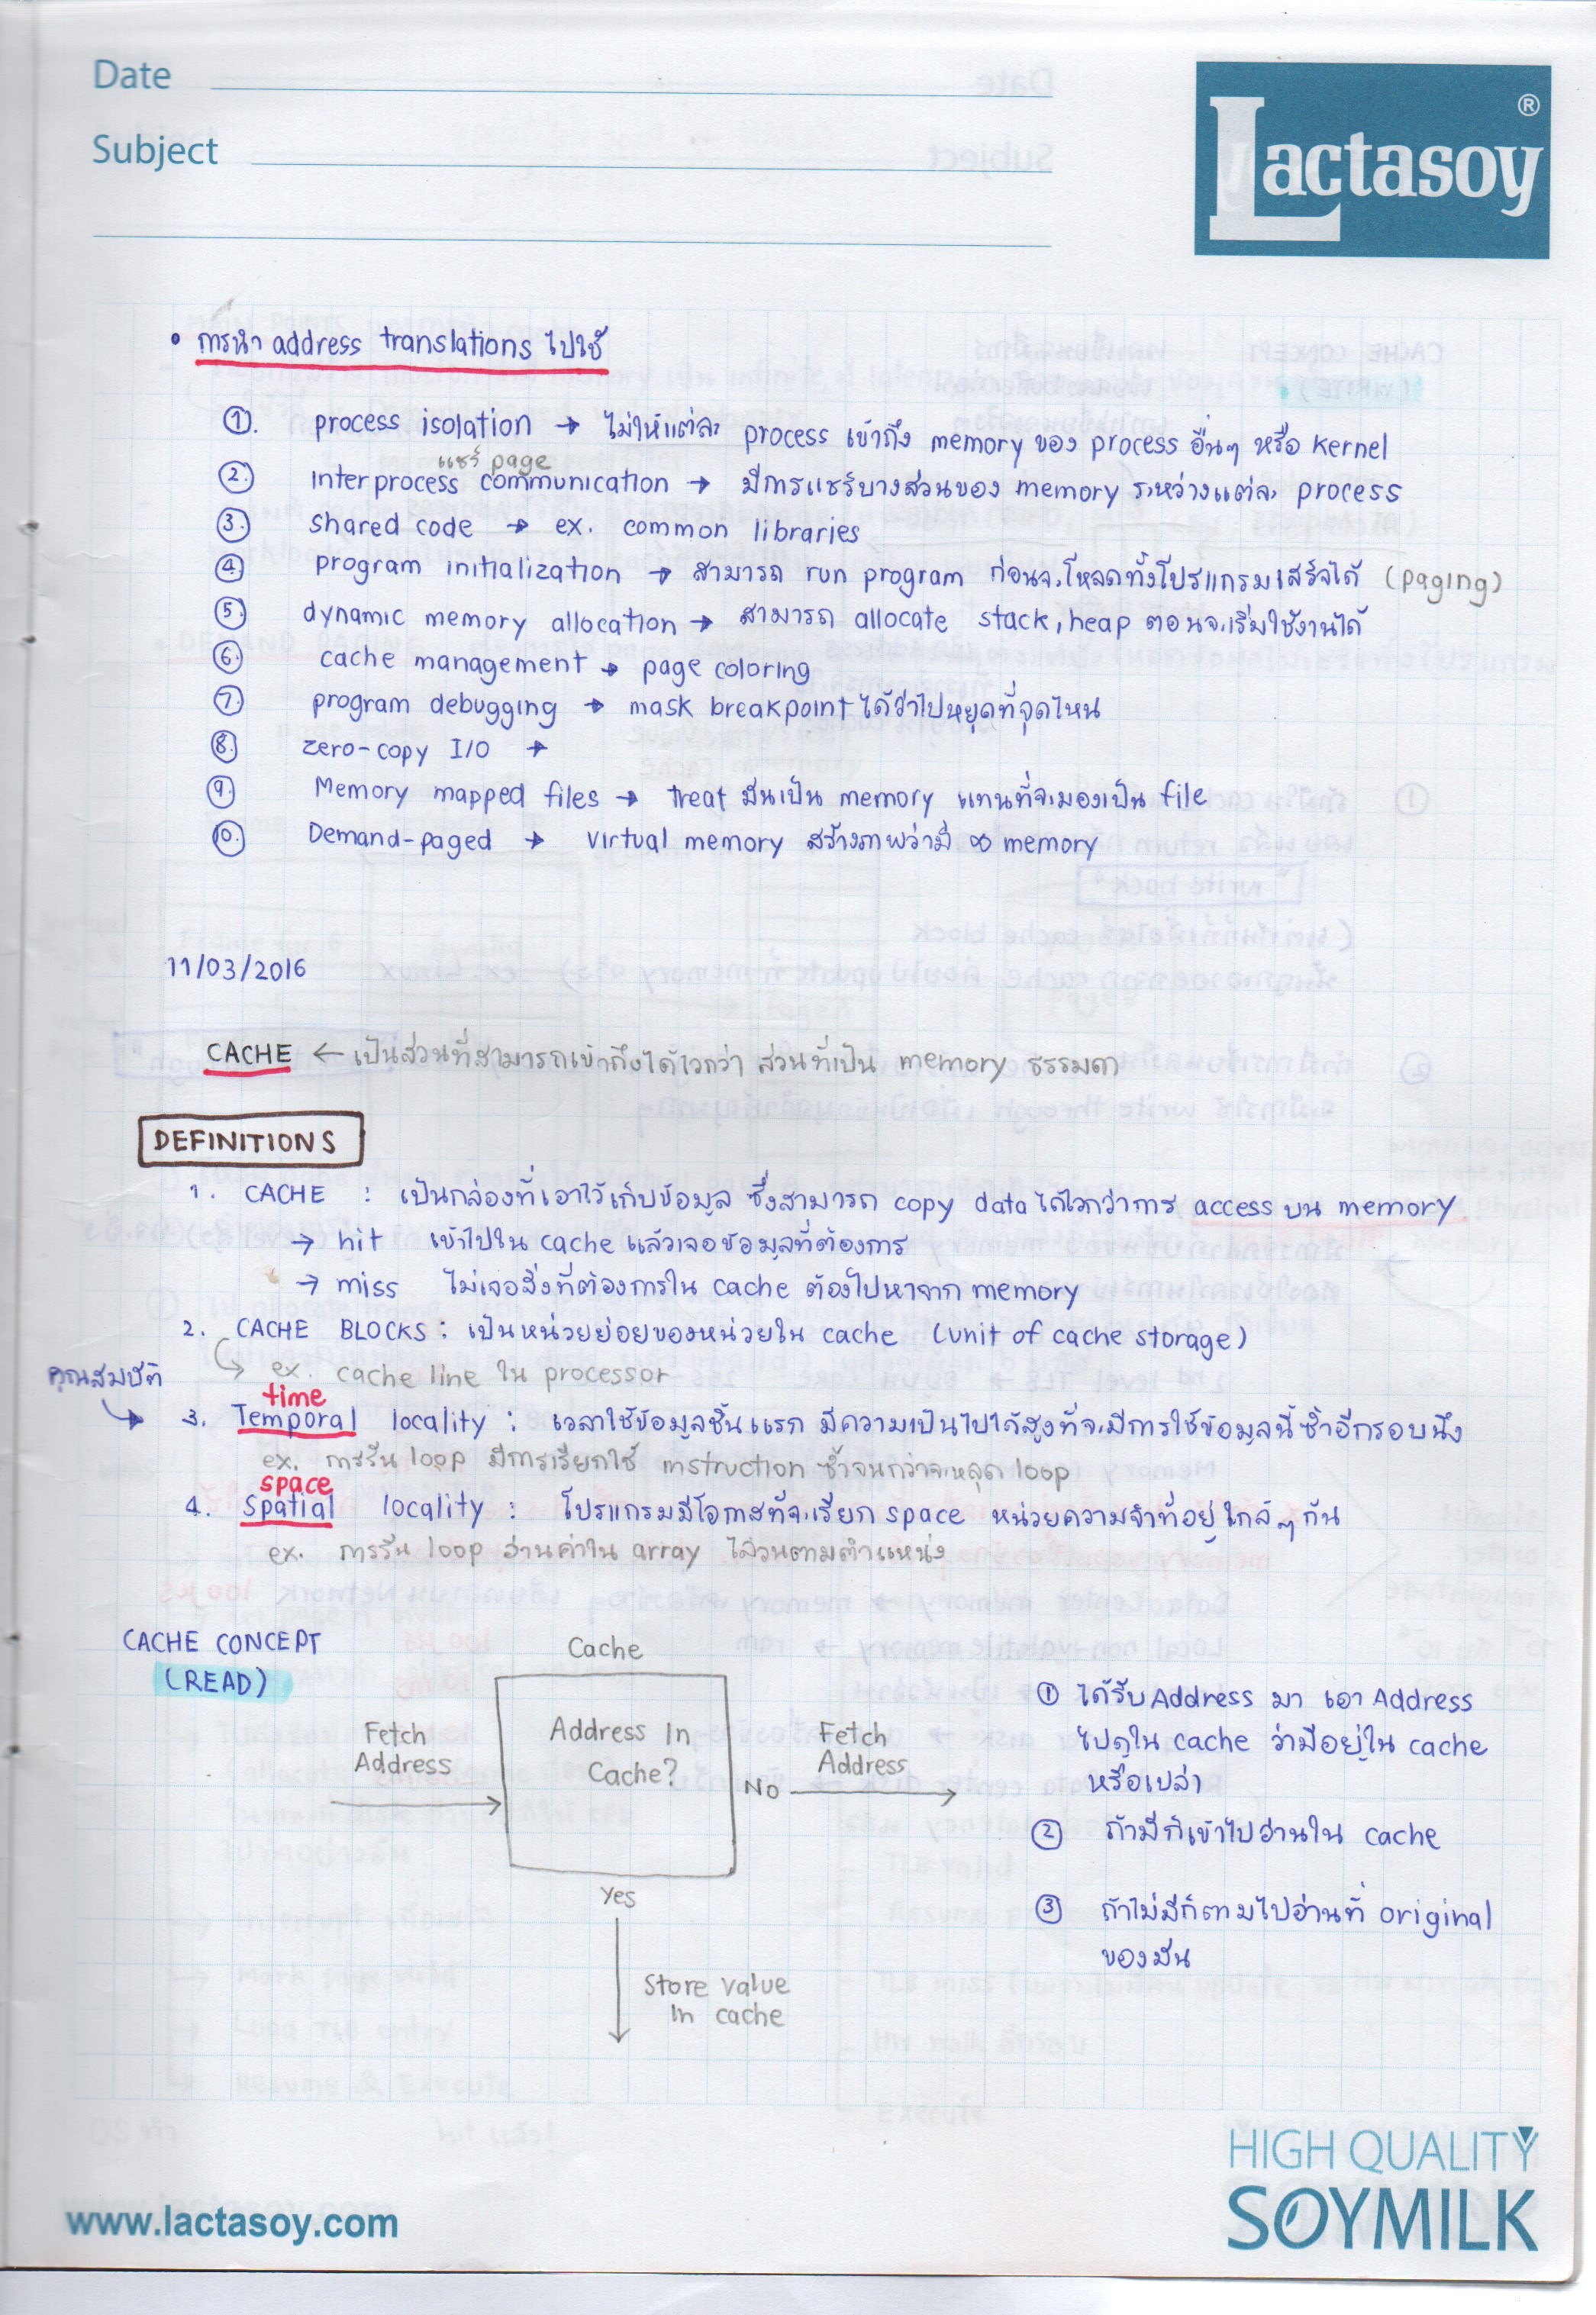 Date
Subject
Lactasoy ®
• การนำ address translations ไปใช้
①. process isolation → ไม่ให้แต่ละ process เข้าถึง memory ของ process อื่นๆ หรือ kernel
แชร์ page
②. Interprocess communication → มีการแชร์บางส่วนของ memory ระหว่างแต่ละ process
③. shared code → ex. common libraries
④. program initialization → สามารถ run program ก่อนจะโหลดทั้งโปรแกรมเสร็จได้ (paging)
⑤. dynamic memory allocation → สามารถ allocate stack, heap ตอนจะเริ่มใช้งานได้
⑥. cache management → page coloring
⑦. program debugging → mask breakpoint ได้ว่าไปหยุดที่จุดไหน
⑧. zero-copy I/O →
⑨. Memory mapped files → treat มันเป็น memory แทนที่จะมองเป็น file
⑩. Demand-paged → virtual memory สร้างภาพว่ามี ∞ memory
11/03/2016
CACHE ← เป็นส่วนที่สามารถเข้าถึงได้ไวกว่า ส่วนที่เป็น memory ธรรมดา
DEFINITIONS
1. CACHE : เป็นกล่องที่เอาไว้เก็บข้อมูล ซึ่งสามารถ copy data ได้ไวกว่าการ access บน memory
→ hit เข้าไปใน cache แล้วเจอข้อมูลที่ต้องการ
→ miss ไม่เจอสิ่งที่ต้องการใน cache ต้องไปหาจาก memory
2. CACHE BLOCKS : เป็นหน่วยย่อยของหน่วยใน cache (unit of cache storage)
ex. cache line ใน processor
คุณสมบัติ
time
3. Temporal locality : เวลาใช้ข้อมูลชิ้นแรก มีความเป็นไปได้สูงที่จะมีการใช้ข้อมูลนี้ซ้ำอีกรอบนึง
ex. การรัน loop มีการเรียกใช้ instruction ซ้ำจนกว่าจะหลุด loop
space
4. Spatial locality : โปรแกรมมีโอกาสที่จะเรียก space หน่วยความจำที่อยู่ใกล้ๆกัน
ex. การรัน loop อ่านค่าใน array ไล่วนตามตำแหน่ง
CACHE CONCEPT
(READ)
Cache
Fetch
Address
Address In
Cache?
No
Fetch
Address
Yes
Store value
In cache
① ได้รับ Address มา เอา Address
ไปดูใน cache ว่ามีอยู่ใน cache
หรือเปล่า
② ถ้ามีก็เข้าไปอ่านใน cache
③ ถ้าไม่มีก็ตามไปอ่านที่ original
ของมัน
www.lactasoy.com
HIGH QUALITY
SOYMILK